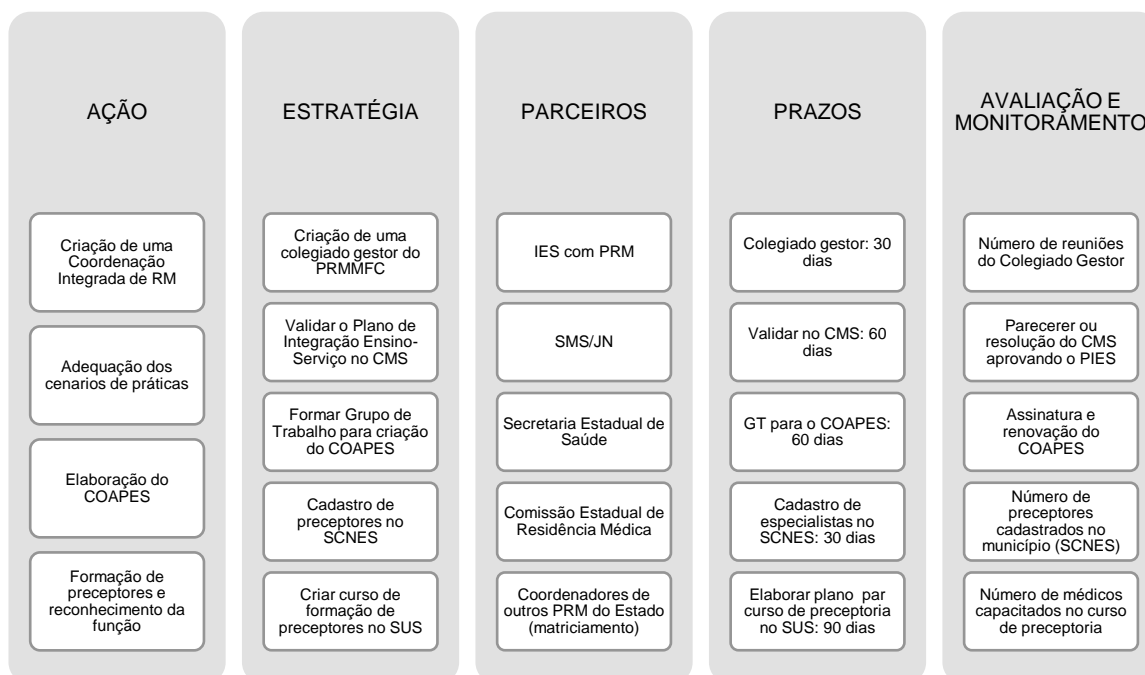 AÇÃO
Criação de uma
Coordenação
Integrada de RM
Adequação dos
cenarios de práticas
Elaboração do
COAPES
Formação de
preceptores e
reconhecimento da
função
ESTRATÉGIA
Criação de uma
colegiado gestor do
PRMMFC
Validar o Plano de
Integração Ensino-
Serviço no CMS
Formar Grupo de
Trabalho para criação
do COAPES
Cadastro de
preceptores no
SCNES
Criar curso de
formação de
preceptores no SUS
PARCEIROS
IES com PRM
SMS/JN
Secretaria Estadual de
Saúde
Comissão Estadual de
Residência Médica
Coordenadores de
outros PRM do Estado
(matriciamento)
PRAZOS
Colegiado gestor: 30
dias
Validar no CMS: 60
dias
GT para o COAPES:
60 dias
Cadastro de
especialistas no
SCNES: 30 dias
Elaborar plano par
curso de preceptoria
no SUS: 90 dias
AVALIAÇÃO E
MONITORAMENTO
Número de reuniões
do Colegiado Gestor
Parecerer ou
resolução do CMS
aprovando o PIES
Assinatura e
renovação do
COAPES
Número de
preceptores
cadastrados no
município (SCNES)
Número de médicos
capacitados no curso
de preceptoria